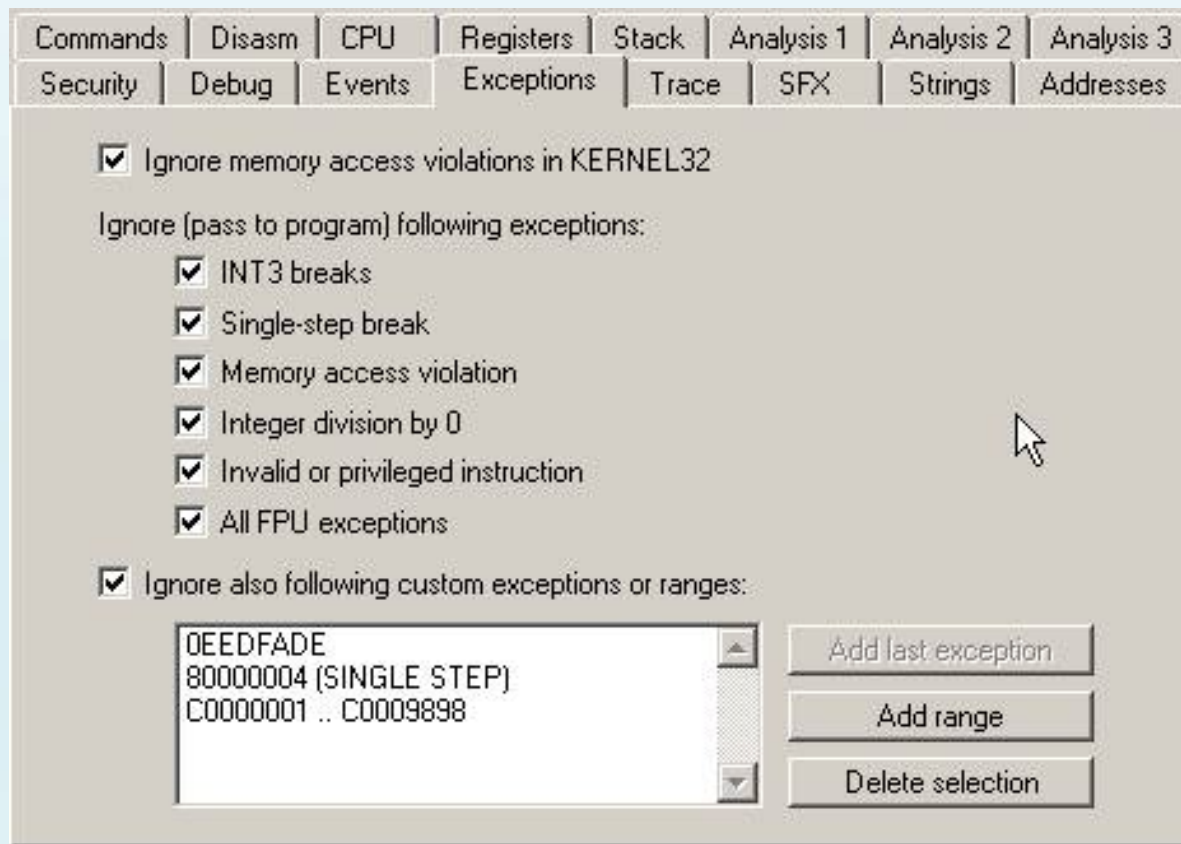 Commands Disasm CPU Registers Stack Analysis 1 Analysis 2 Analysis 3
Security Debug Events Exceptions Trace SFX Strings Addresses
Ignore memory access violations in KERNEL32
Ignore (pass to program) following exceptions:
INT3 breaks
Single-step break
Memory access violation
Integer division by 0
Invalid or privileged instruction
All FPU exceptions
Ignore also following custom exceptions or ranges:
0EEDFADE
80000004 (SINGLE STEP)
C0000001 .. C0009898
Add last exception
Add range
Delete selection